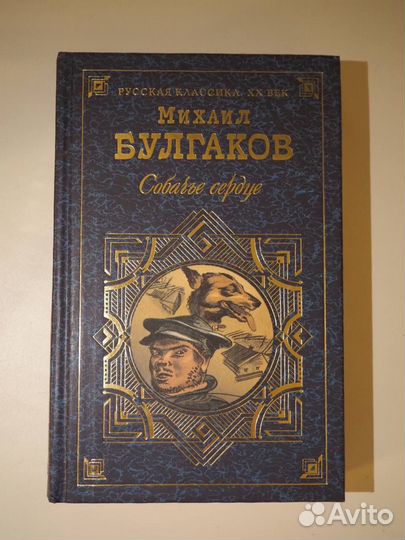 РУССКАЯ КЛАССИКА. XX ВЕК
МИХАИЛ
БУЛГАКОВ
Собачье сердце
Avito